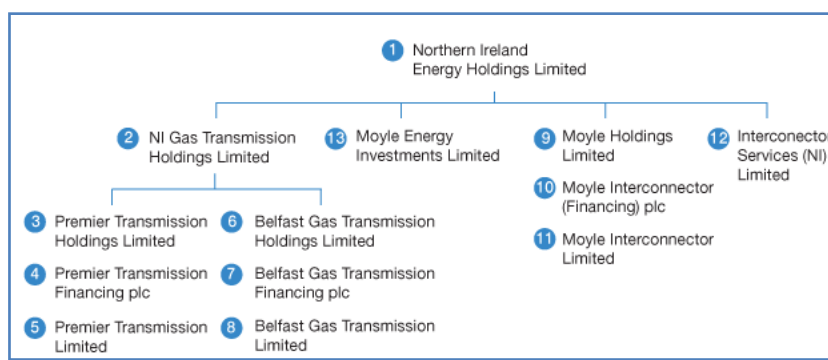 1 Northern Ireland
Energy Holdings Limited
2 NI Gas Transmission
Holdings Limited
13 Moyle Energy
Investments Limited
9 Moyle Holdings
Limited
12 Interconector
Services (NI)
Limited
10 Moyle Interconnector
(Financing) plc
11 Moyle Interconnector
Limited
3 Premier Transmission
Holdings Limited
6 Belfast Gas Transmission
Holdings Limited
4 Premier Transmission
Financing plc
7 Belfast Gas Transmission
Financing plc
5 Premier Transmission
Limited
8 Belfast Gas Transmission
Limited